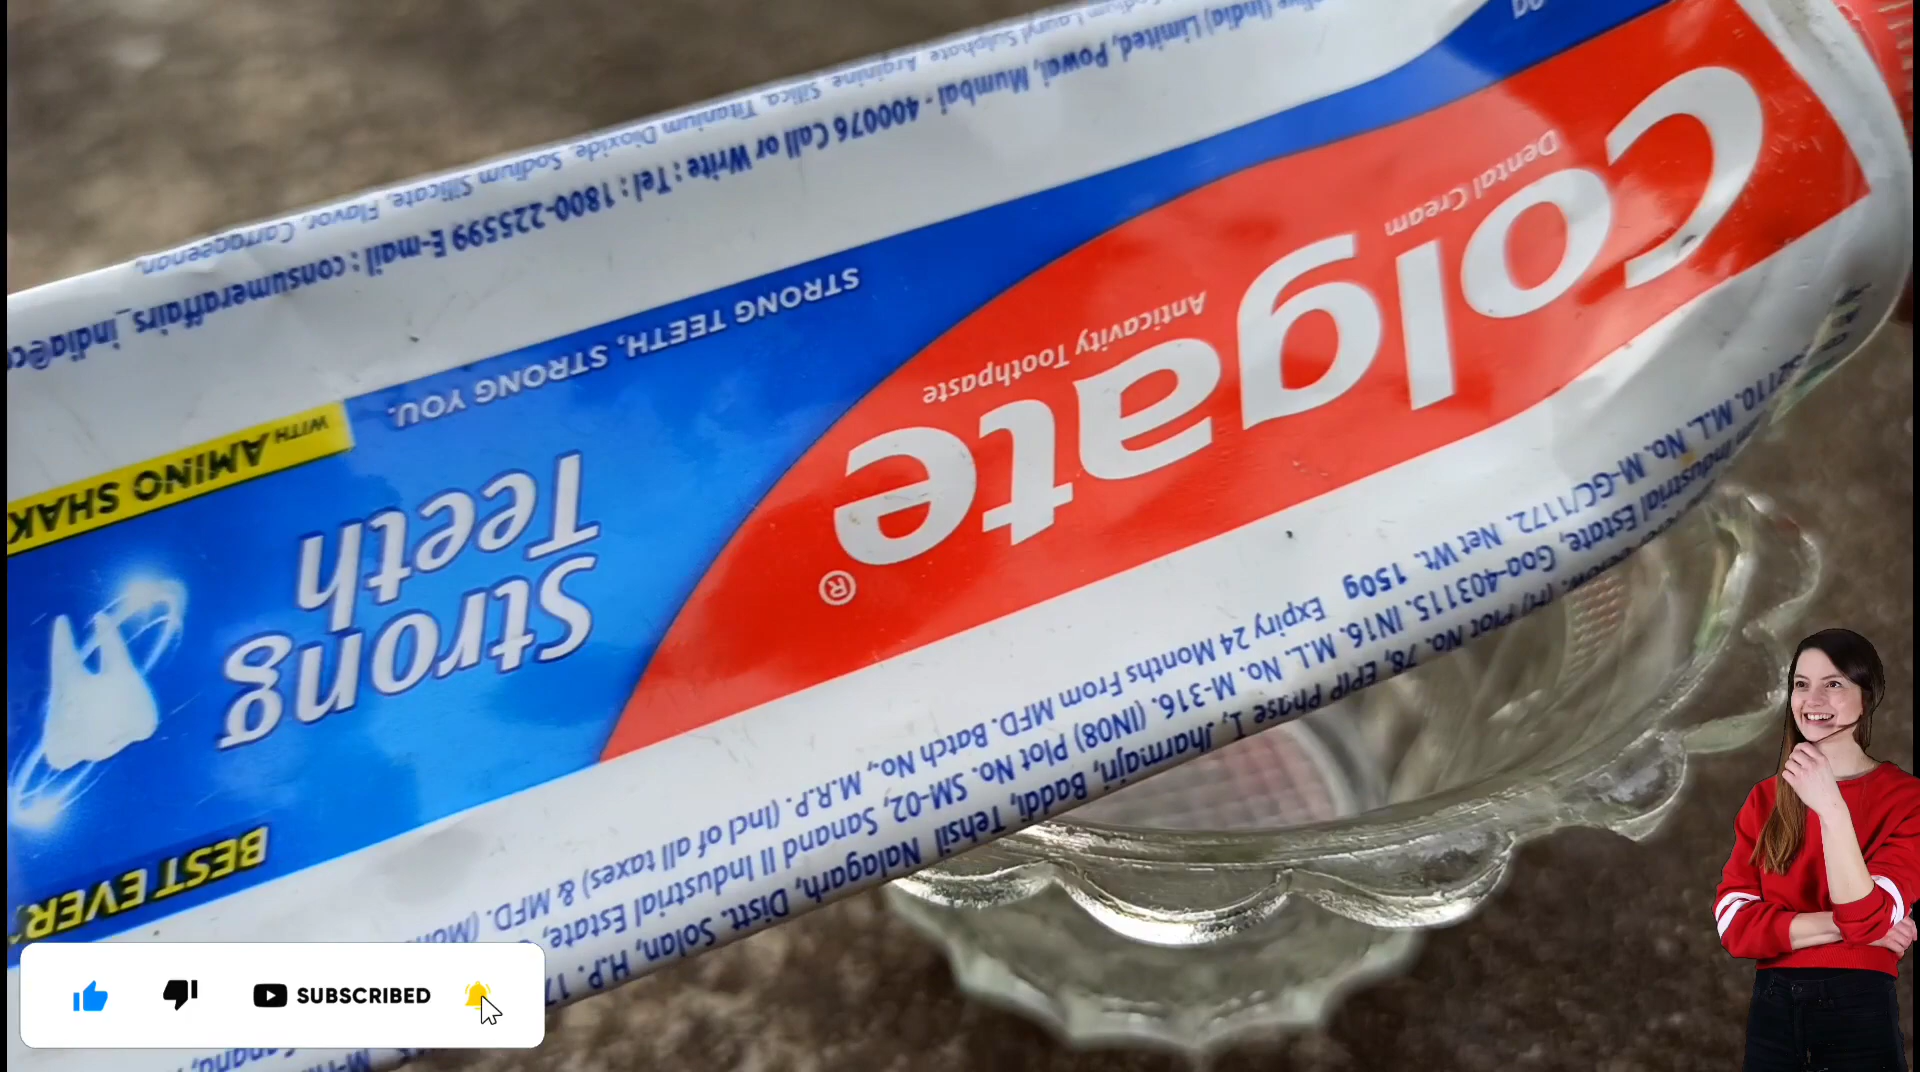 Plot No. 78, EPIP Phase I, Jharmajri, Baddi, Tehsil Nalagarh, Distt. Solan, H.P. 17
Industrial Estate, Goa-403115. IN16. M.L. No. M-316. (IN08) Plot No. SM-02, Sanand II Industrial Estate,
M.L. No. M-GC/1172. Net Wt. 150g Expiry 24 Months From MFD. Batch No., M.R.P. (Incl of all taxes) & MFD.
Colgate®
Dental Cream
Anticavity Toothpaste
BEST EVER
Strong
Teeth
STRONG TEETH, STRONG YOU.
WITH AMINO SHAK
(India) Limited, Powai, Mumbai - 400076 Call or Write : Tel : 1800-225599 E-mail : consumeraffairs_india@co
Sodium Lauryl Sulphate, Arginine, Silica, Titanium Dioxide, Sodium Silicate, Flavor, Carrageenan,
SUBSCRIBED